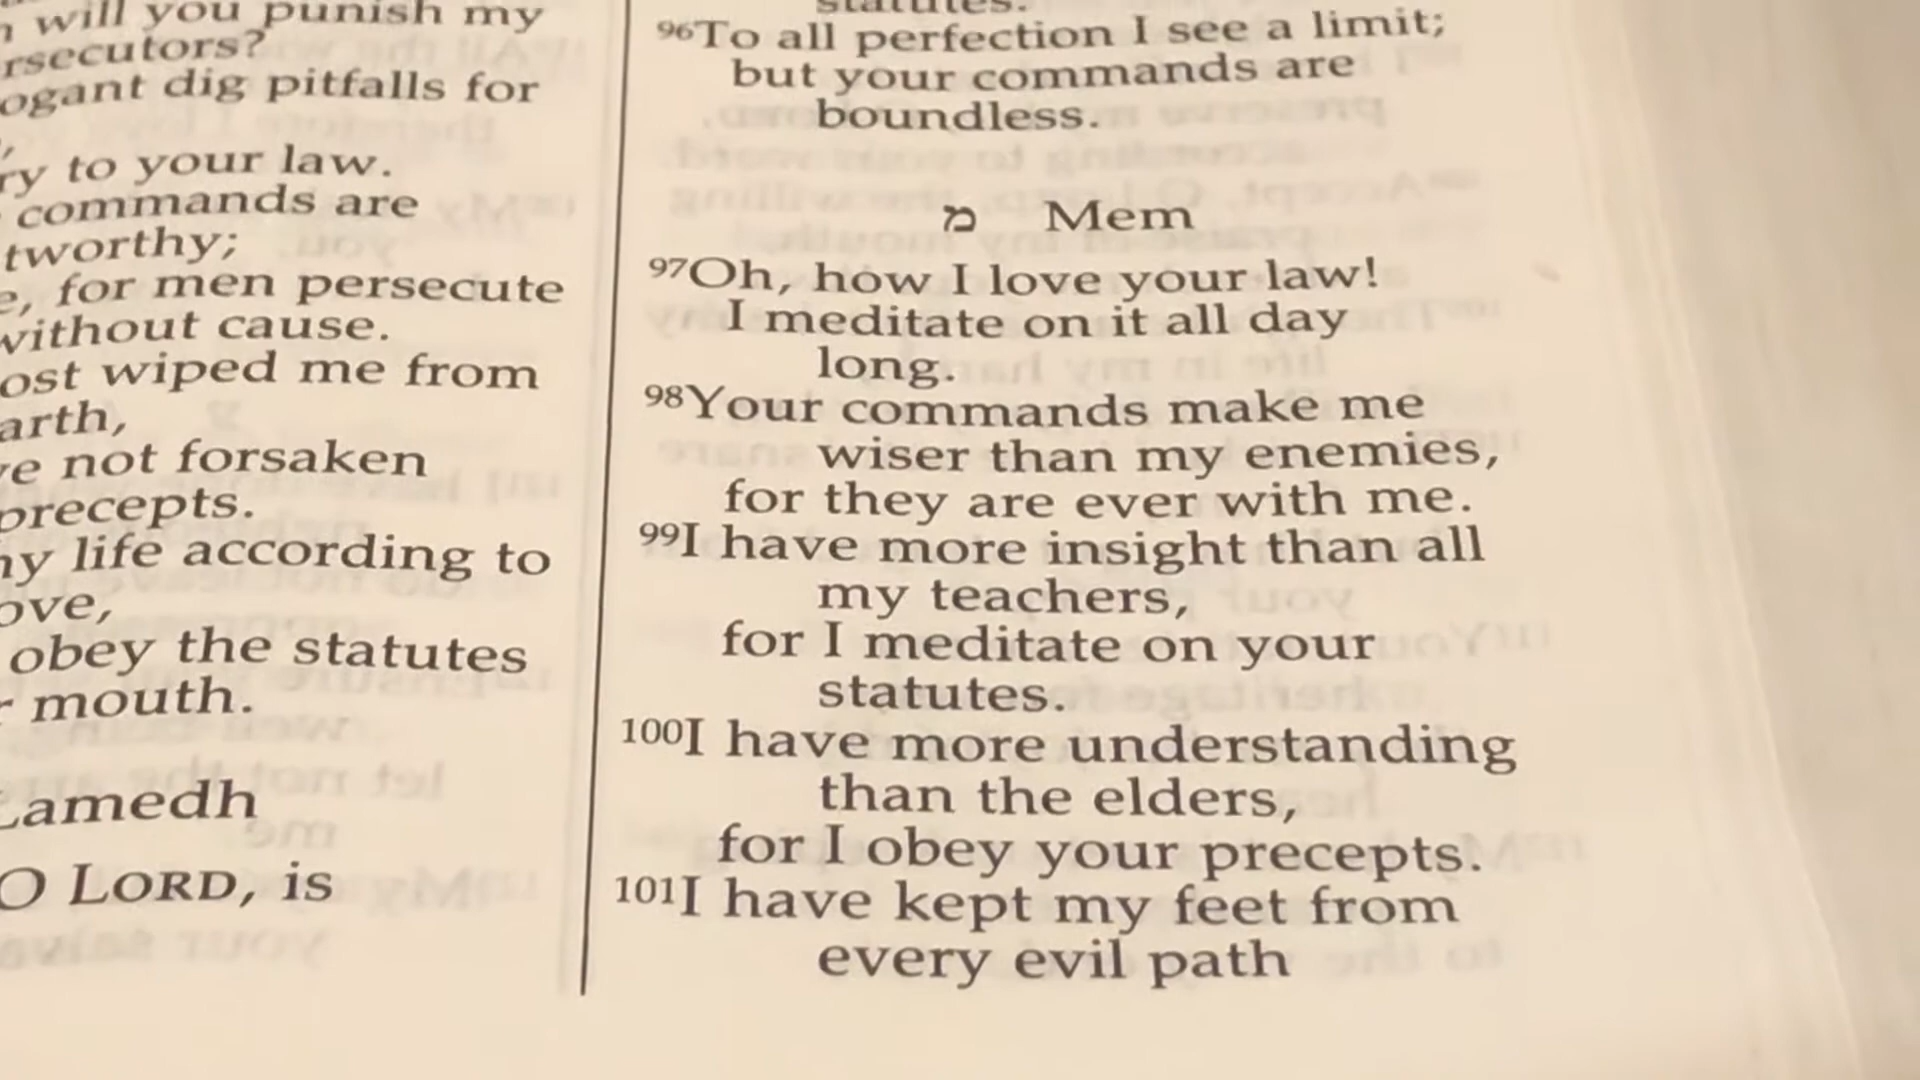 will you punish my
rsecutors?
ogant dig pitfalls for
ry to your law.
commands are
tworthy;
e, for men persecute
without cause.
ost wiped me from
arth,
ve not forsaken
precepts.
my life according to
ove,
obey the statutes
r mouth.
Lamedh
O LORD, is
statutes.
96To all perfection I see a limit;
but your commands are
boundless.
מ Mem
97Oh, how I love your law!
I meditate on it all day
long.
98Your commands make me
wiser than my enemies,
for they are ever with me.
99I have more insight than all
my teachers,
for I meditate on your
statutes.
100I have more understanding
than the elders,
for I obey your precepts.
101I have kept my feet from
every evil path